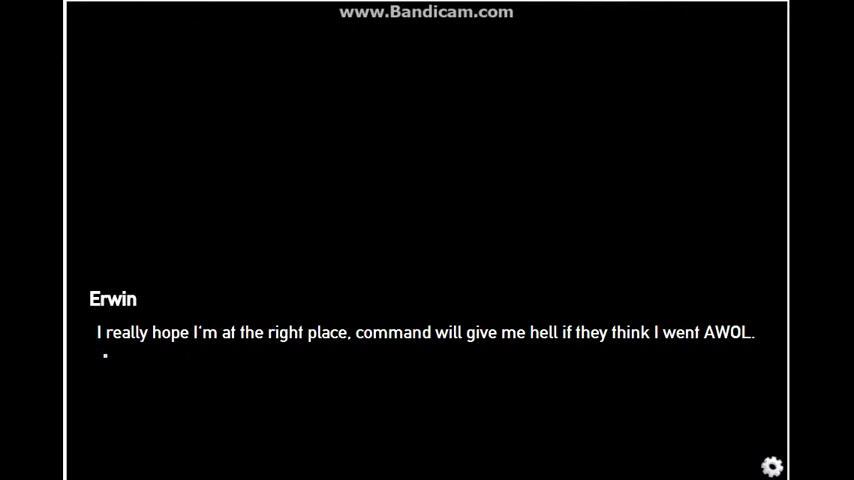 www.Bandicam.com
Erwin
I really hope I'm at the right place, command will give me hell if they think I went AWOL.